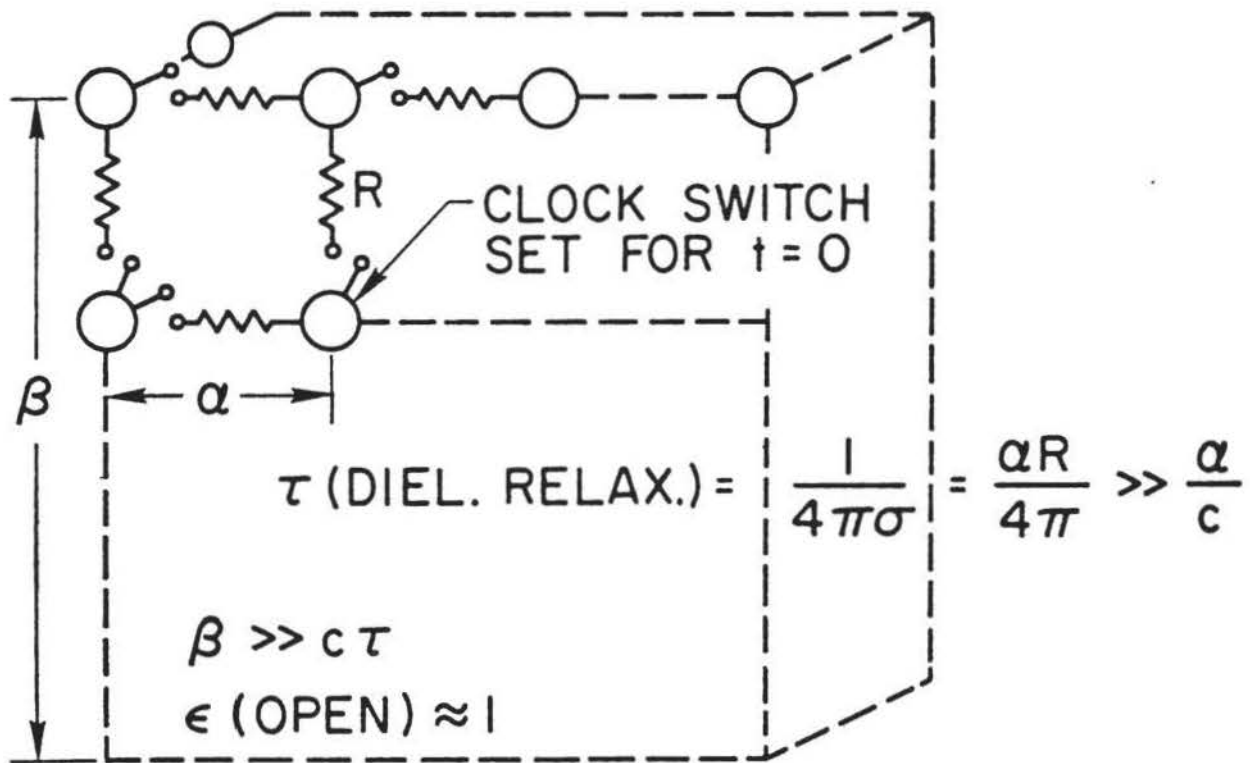 R
CLOCK SWITCH
SET FOR t = 0
β
α
τ (DIEL. RELAX.) = 1/4πσ = αR/4π >> α/c
β >> cτ
ϵ (OPEN) ≈ 1